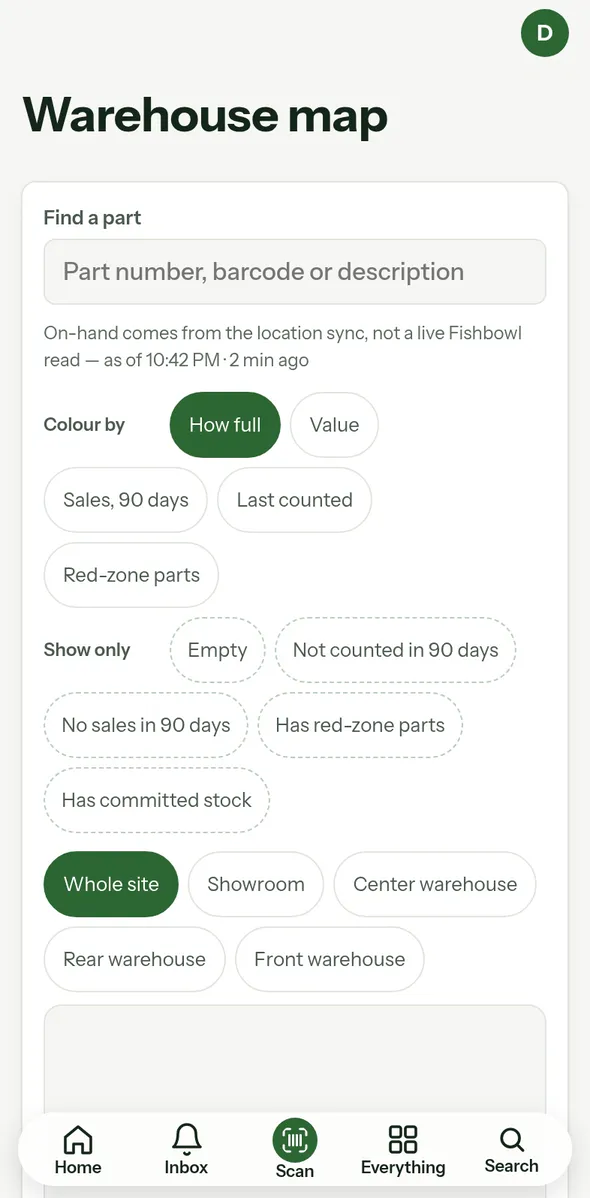 D
Warehouse map
Find a part
Part number, barcode or description
On-hand comes from the location sync, not a live Fishbowl
read — as of 10:42 PM · 2 min ago
Colour by How full Value
Sales, 90 days Last counted
Red-zone parts
Show only Empty Not counted in 90 days
No sales in 90 days Has red-zone parts
Has committed stock
Whole site Showroom Center warehouse
Rear warehouse Front warehouse
Home Inbox Scan Everything Search